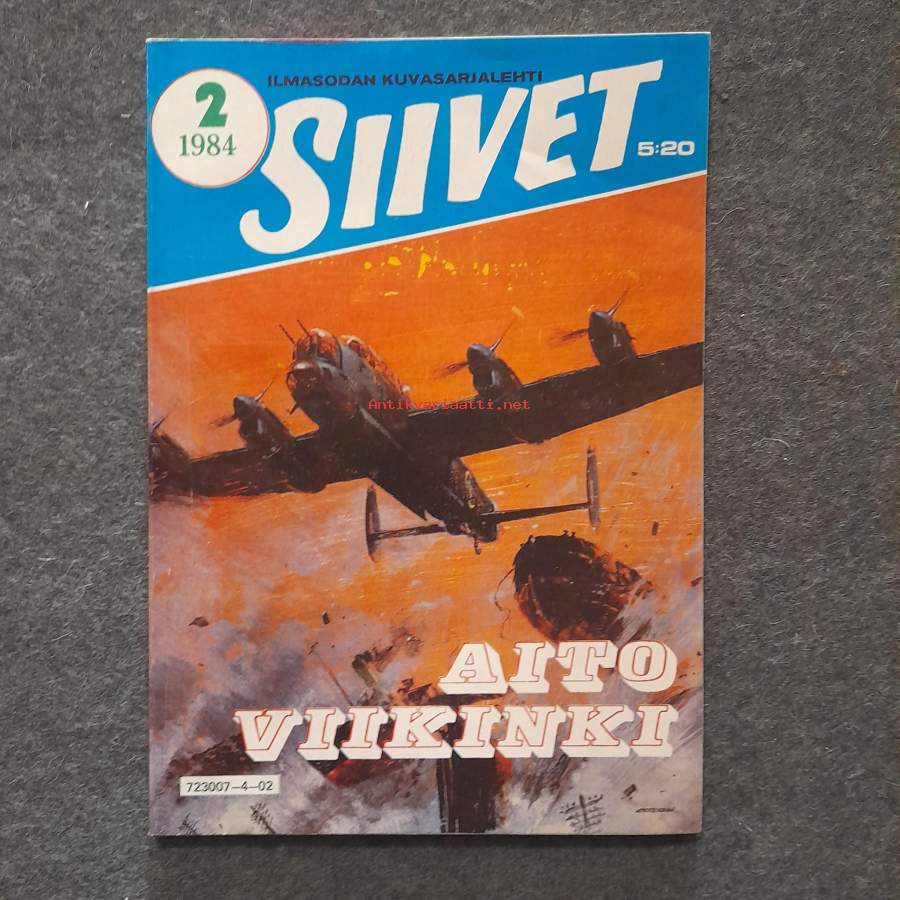 ILMASODAN KUVASARJALEHTI
2
1984
SIIVET
5:20
Antikvariaatti.net
AITO
VIIKINKI
723007-4-02